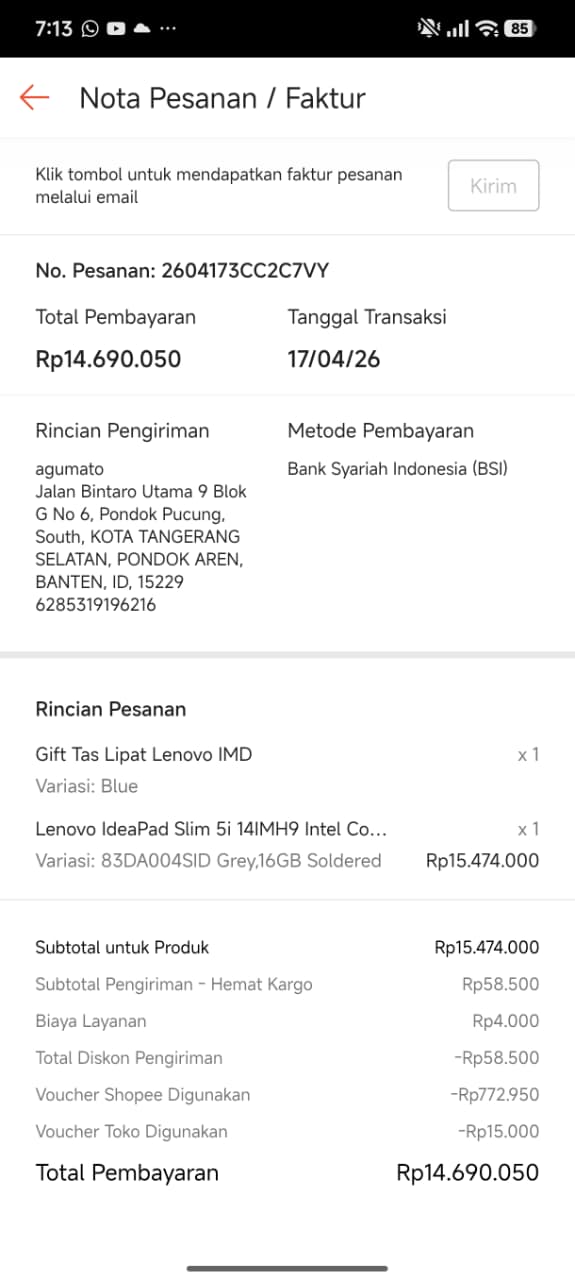 7:13
85
Nota Pesanan / Faktur
Klik tombol untuk mendapatkan faktur pesanan
melalui email
Kirim
No. Pesanan: 2604173CC2C7VY
Total Pembayaran
Tanggal Transaksi
Rp14.690.050
17/04/26
Rincian Pengiriman
Metode Pembayaran
agumato
Jalan Bintaro Utama 9 Blok
G No 6, Pondok Pucung,
South, KOTA TANGERANG
SELATAN, PONDOK AREN,
BANTEN, ID, 15229
6285319196216
Bank Syariah Indonesia (BSI)
Rincian Pesanan
Gift Tas Lipat Lenovo IMD x 1
Variasi: Blue
Lenovo IdeaPad Slim 5i 14IMH9 Intel Co... x 1
Variasi: 83DA004SID Grey,16GB Soldered Rp15.474.000
Subtotal untuk Produk Rp15.474.000
Subtotal Pengiriman - Hemat Kargo Rp58.500
Biaya Layanan Rp4.000
Total Diskon Pengiriman -Rp58.500
Voucher Shopee Digunakan -Rp772.950
Voucher Toko Digunakan -Rp15.000
Total Pembayaran Rp14.690.050